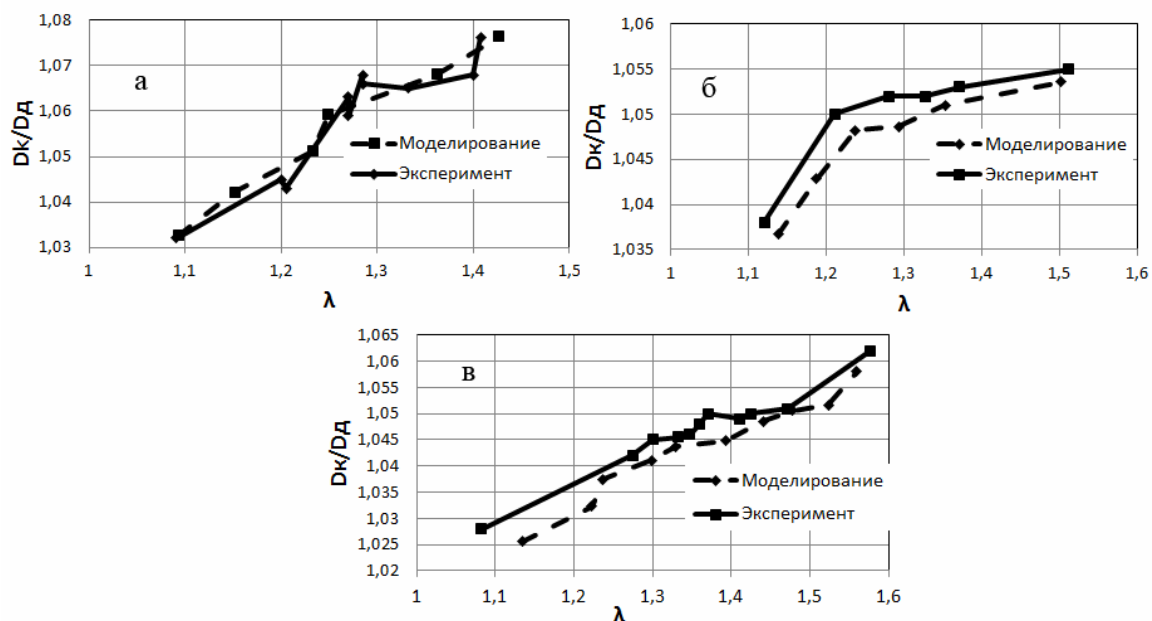 Dк/Dд
1,08
1,07
1,06
1,05
1,04
1,03
1
1,1
1,2
1,3
1,4
1,5
λ
а
Моделирование
Эксперимент
Dк/Dд
1,06
1,055
1,05
1,045
1,04
1,035
1
1,1
1,2
1,3
1,4
1,5
1,6
λ
б
Моделирование
Эксперимент
Dк/Dд
1,065
1,06
1,055
1,05
1,045
1,04
1,035
1,03
1,025
1,02
1
1,1
1,2
1,3
1,4
1,5
1,6
λ
в
Моделирование
Эксперимент